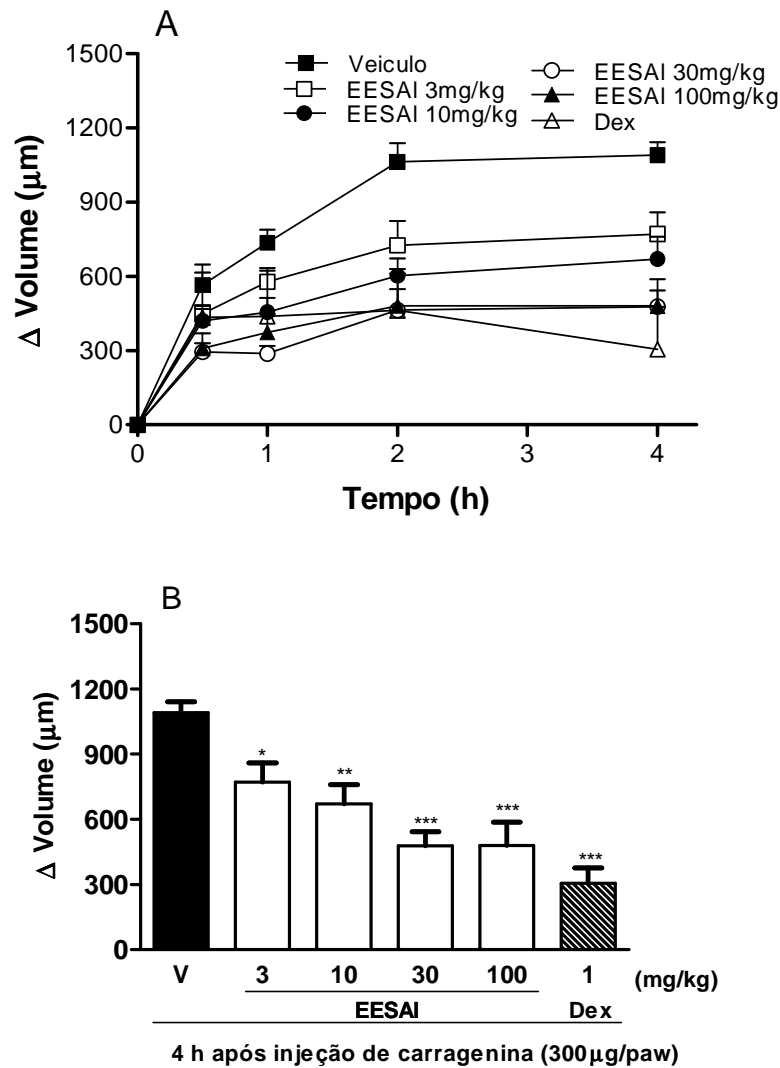 A
1500
1200
900
600
300
0
Δ Volume (μm)
Veiculo
EESAI 3mg/kg
EESAI 10mg/kg
EESAI 30mg/kg
EESAI 100mg/kg
Dex
0 1 2 3 4
Tempo (h)
B
1500
1200
900
600
300
0
Δ Volume (μm)
* ** *** *** ***
V 3 10 30 100 1 (mg/kg)
EESAI Dex
4 h após injeção de carragenina (300μg/paw)